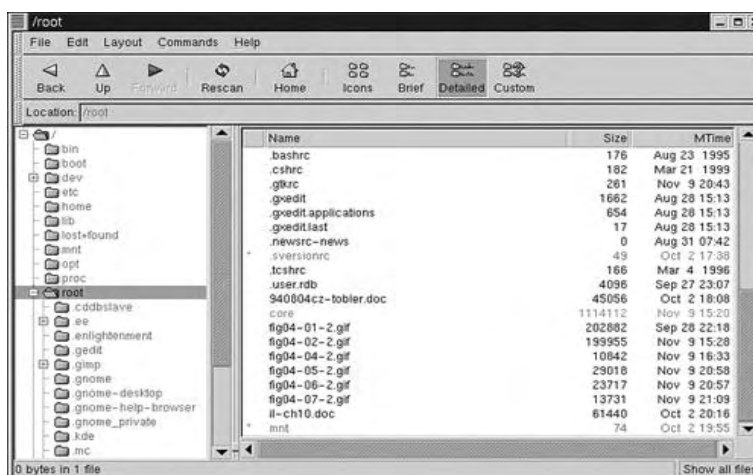 /root
File Edit Layout Commands Help
Back Up Forward Rescan Home Icons Brief Detailed Custom
Location: /root
/
bin
boot
dev
etc
home
lib
lost+found
mnt
opt
proc
root
.cddbslave
.ee
.enlightenment
.gedit
.gimp
.gnome
.gnome-desktop
.gnome-help-browser
.gnome_private
.kde
.mc
Name Size MTime
.bashrc 176 Aug 23 1995
.cshrc 182 Mar 21 1999
.gtkrc 261 Nov 9 20:43
.gxedit 1662 Aug 28 15:13
.gxedit.applications 654 Aug 28 15:13
.gxedit.last 17 Aug 28 15:13
.newsrc-news 0 Aug 31 07:42
* .sversionrc 49 Oct 2 17:38
.tcshrc 166 Mar 4 1996
.user.rdb 4096 Sep 27 23:07
940804cz-tobler.doc 45056 Oct 2 18:08
core 1114112 Nov 9 15:20
fig04-01-2.gif 202882 Sep 28 22:18
fig04-02-2.gif 199955 Nov 9 15:28
fig04-04-2.gif 10842 Nov 9 16:33
fig04-05-2.gif 29018 Nov 9 20:58
fig04-06-2.gif 23717 Nov 9 20:57
fig04-07-2.gif 13731 Nov 9 21:09
il-ch10.doc 61440 Oct 2 20:16
* mnt 74 Oct 2 19:55
0 bytes in 1 file
Show all files